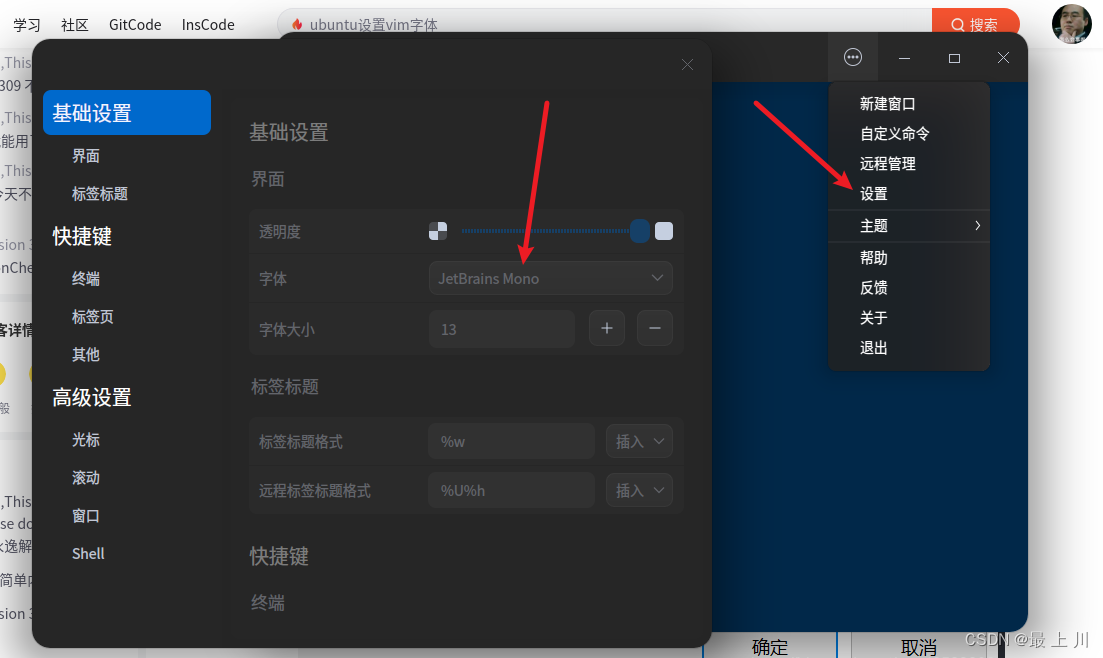 学习 社区 GitCode InsCode
ubuntu设置vim字体
搜索
,This
309 不
,This
能用
,This
今天不
sion 3
onChe
客详情
般
,This
se do
永逸解
简单内
sion 3
基础设置
界面
标签标题
快捷键
终端
标签页
其他
高级设置
光标
滚动
窗口
Shell
基础设置
界面
透明度
字体 JetBrains Mono
字体大小 13 + −
标签标题
标签标题格式 %w 插入
远程标签标题格式 %U%h 插入
快捷键
终端
新建窗口
自定义命令
远程管理
设置
主题
帮助
反馈
关于
退出
确定 取消
CSDN @最 上 川